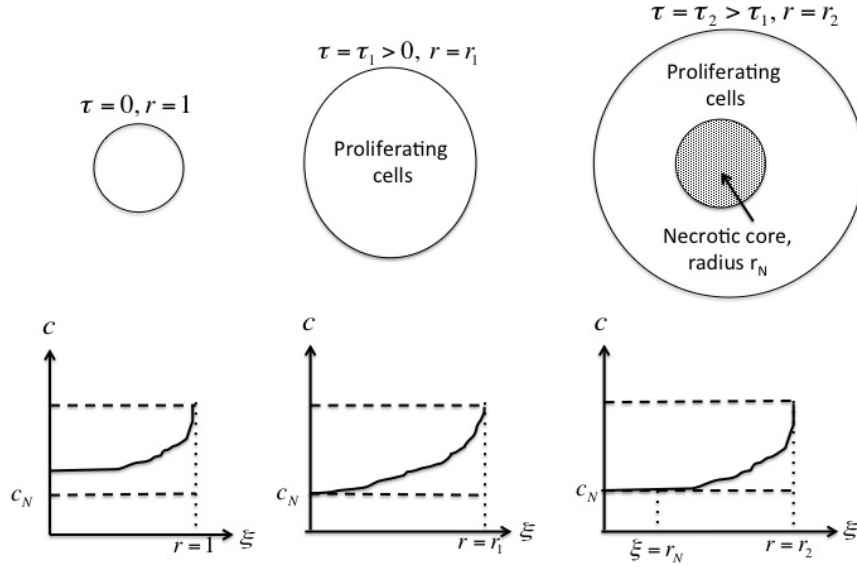 τ = 0, r = 1
τ = τ₁ > 0, r = r₁
Proliferating
cells
τ = τ₂ > τ₁, r = r₂
Proliferating
cells
Necrotic core,
radius r_N
c
c_N
r = 1
ξ
c
c_N
r = r₁
ξ
c
c_N
ξ = r_N
r = r₂
ξ